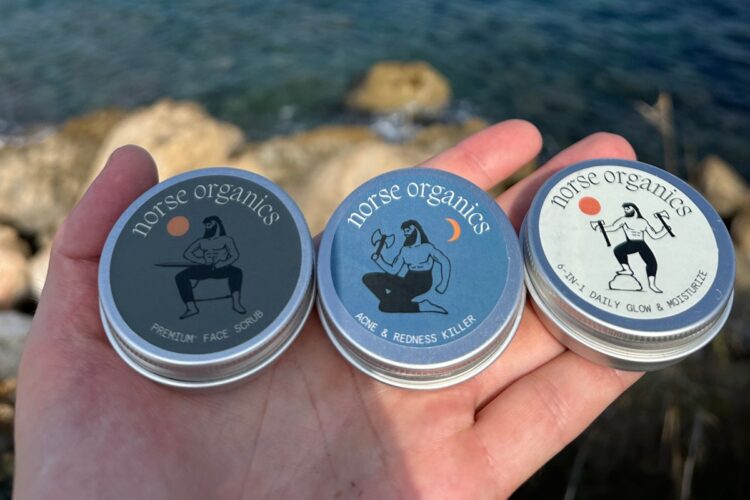 norse organics
PREMIUM FACE SCRUB
norse organics
ACNE & REDNESS KILLER
norse organics
6-IN-1 DAILY GLOW & MOISTURIZE